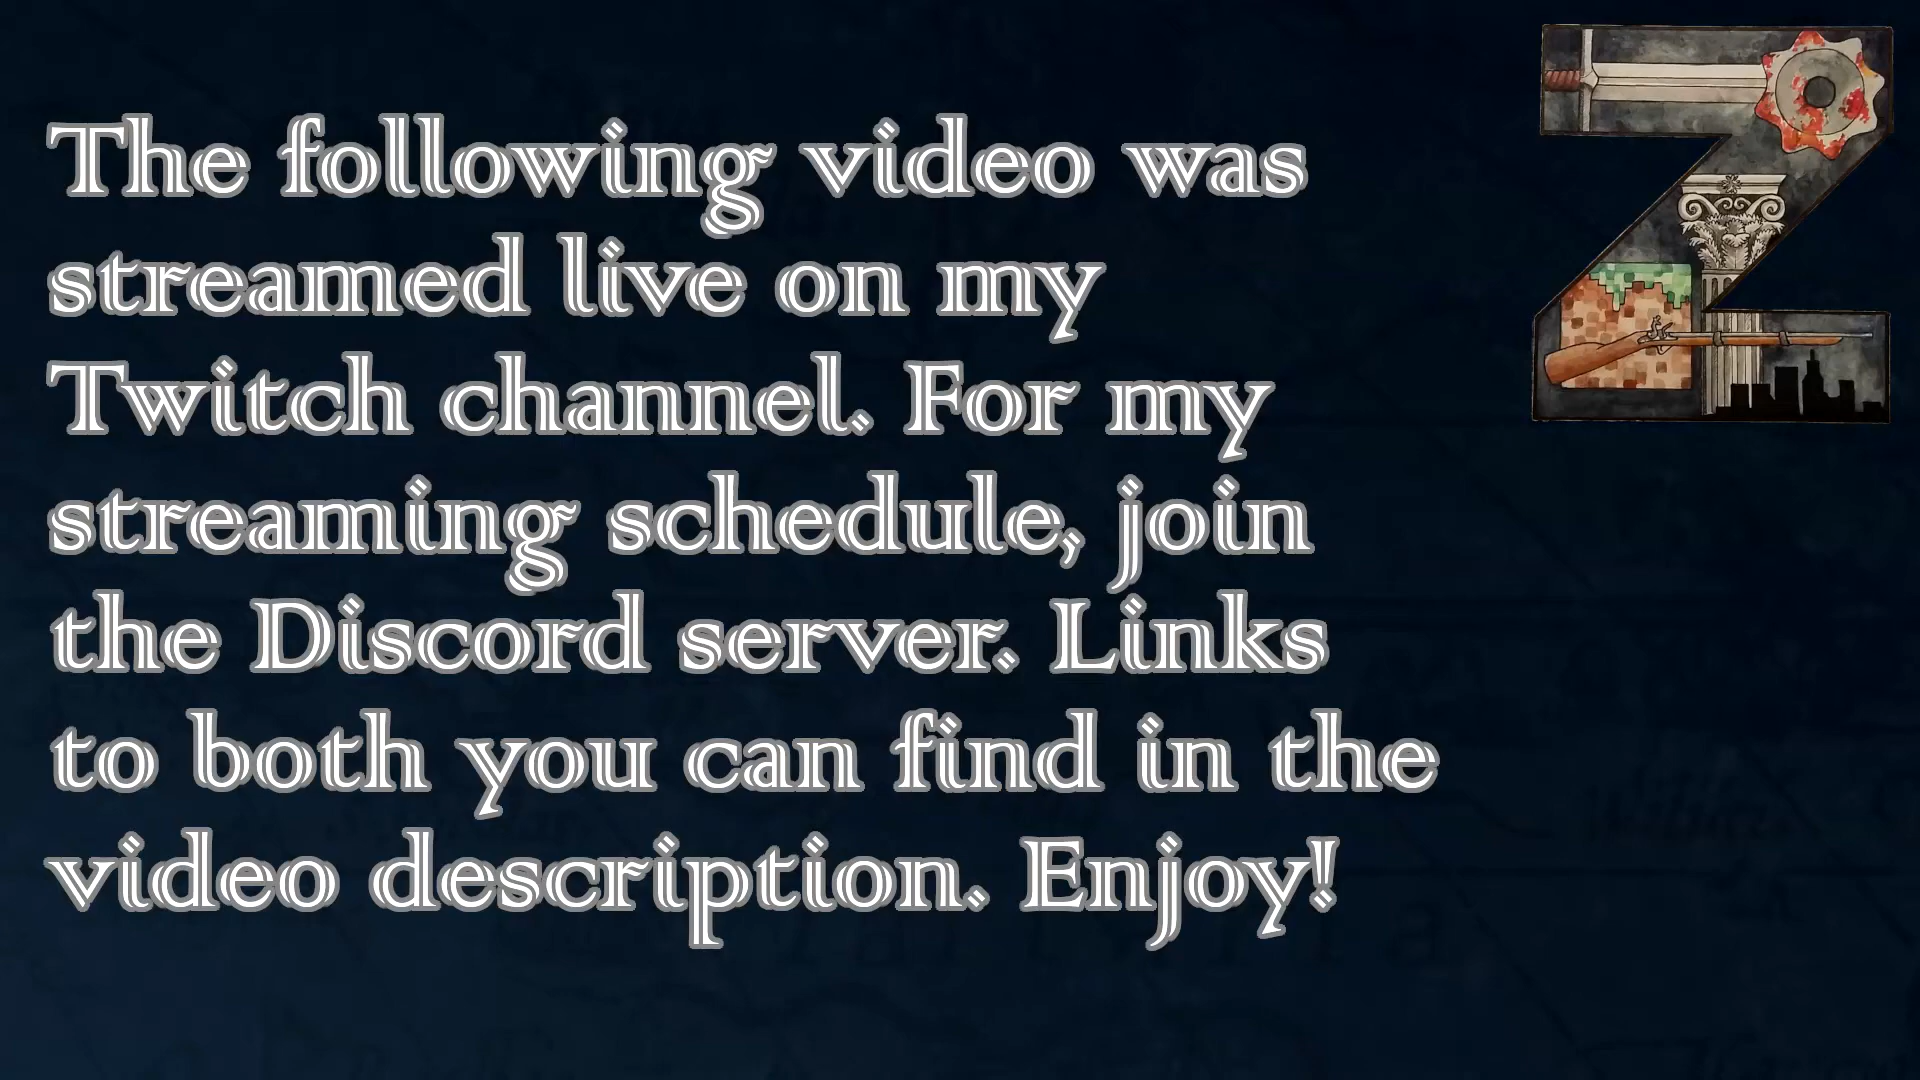 The following video was
streamed live on my
Twitch channel. For my
streaming schedule, join
the Discord server. Links
to both you can find in the
video description. Enjoy!